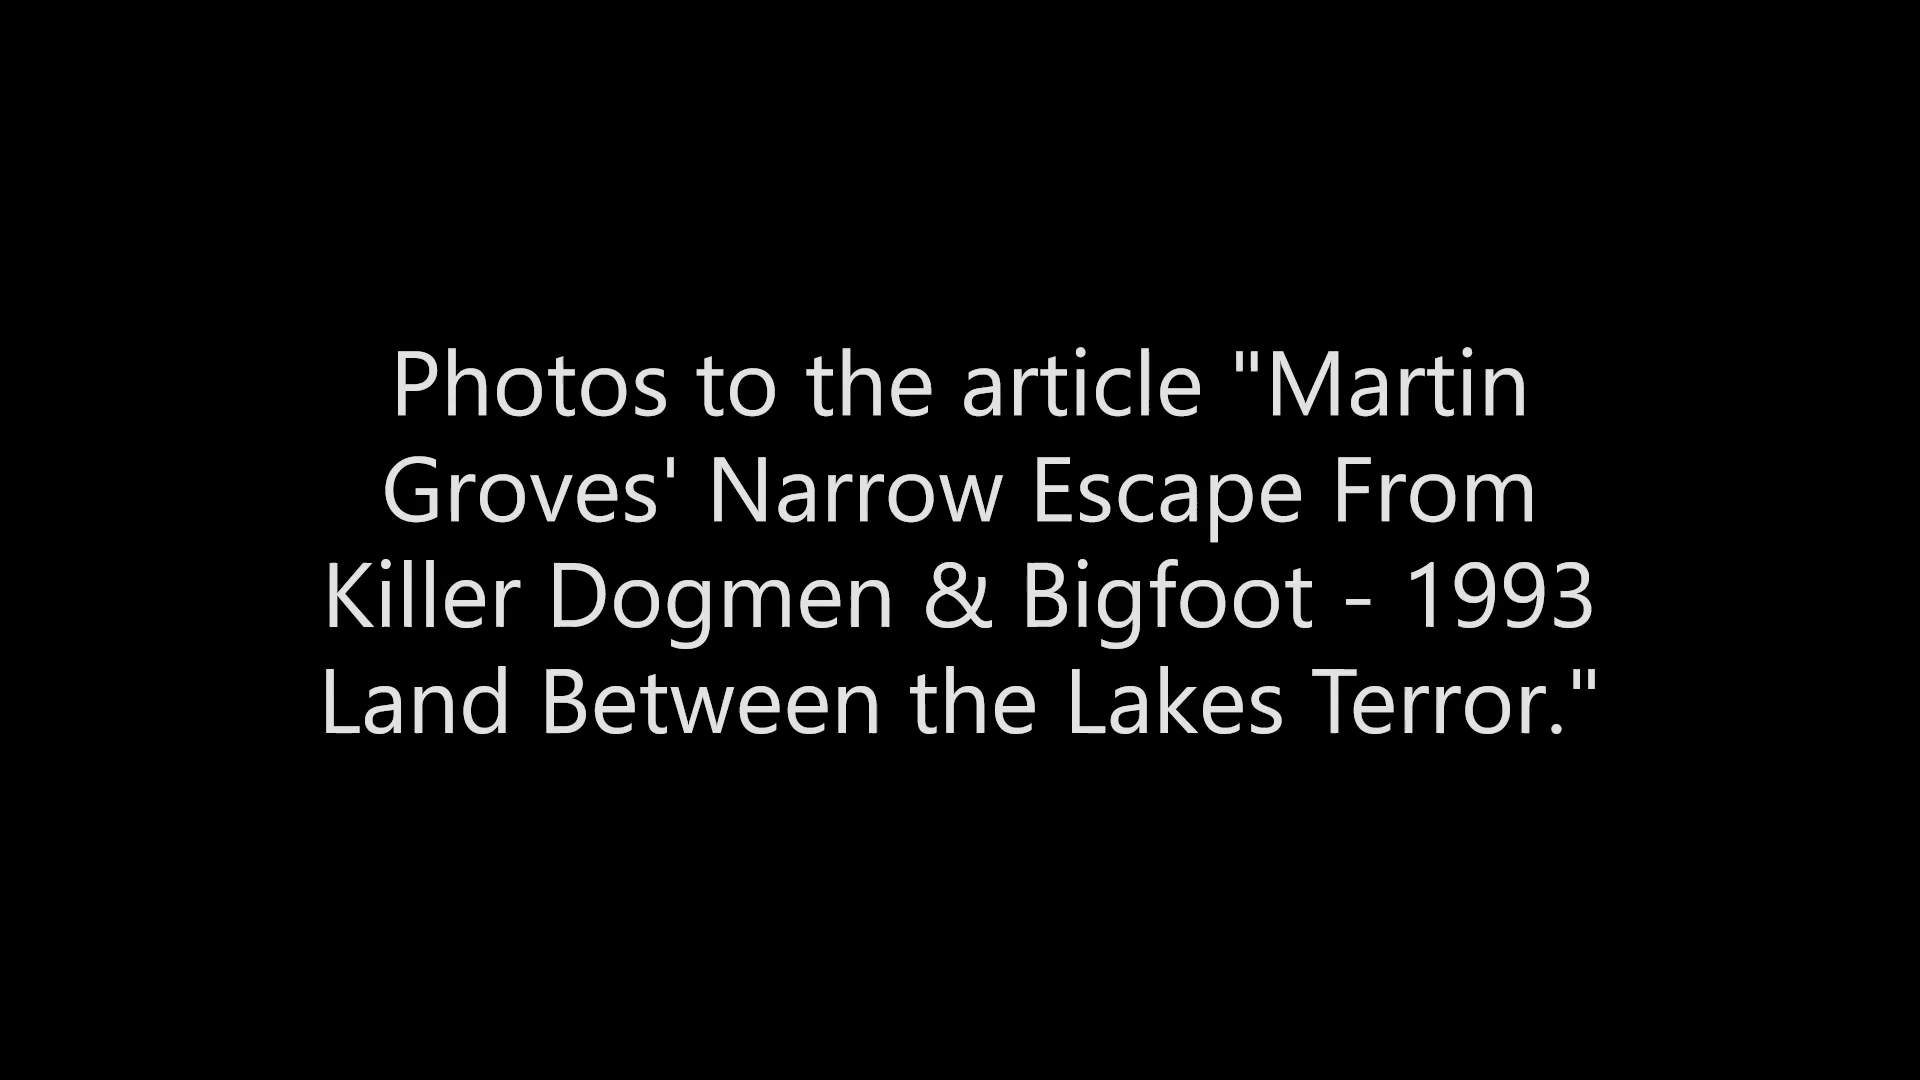 Photos to the article "Martin
Groves' Narrow Escape From
Killer Dogmen & Bigfoot - 1993
Land Between the Lakes Terror."